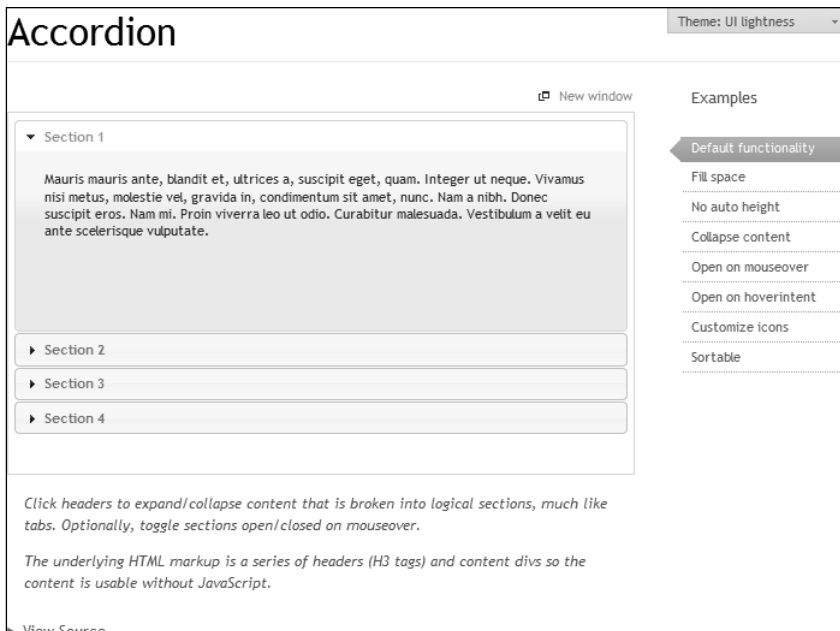 Accordion
Theme: UI lightness
New window
Section 1
Mauris mauris ante, blandit et, ultrices a, suscipit eget, quam. Integer ut neque. Vivamus
nisi metus, molestie vel, gravida in, condimentum sit amet, nunc. Nam a nibh. Donec
suscipit eros. Nam mi. Proin viverra leo ut odio. Curabitur malesuada. Vestibulum a velit eu
ante scelerisque vulputate.
Section 2
Section 3
Section 4
Click headers to expand/collapse content that is broken into logical sections, much like
tabs. Optionally, toggle sections open/closed on mouseover.
The underlying HTML markup is a series of headers (H3 tags) and content divs so the
content is usable without JavaScript.
View Source
Examples
Default functionality
Fill space
No auto height
Collapse content
Open on mouseover
Open on hoverintent
Customize icons
Sortable